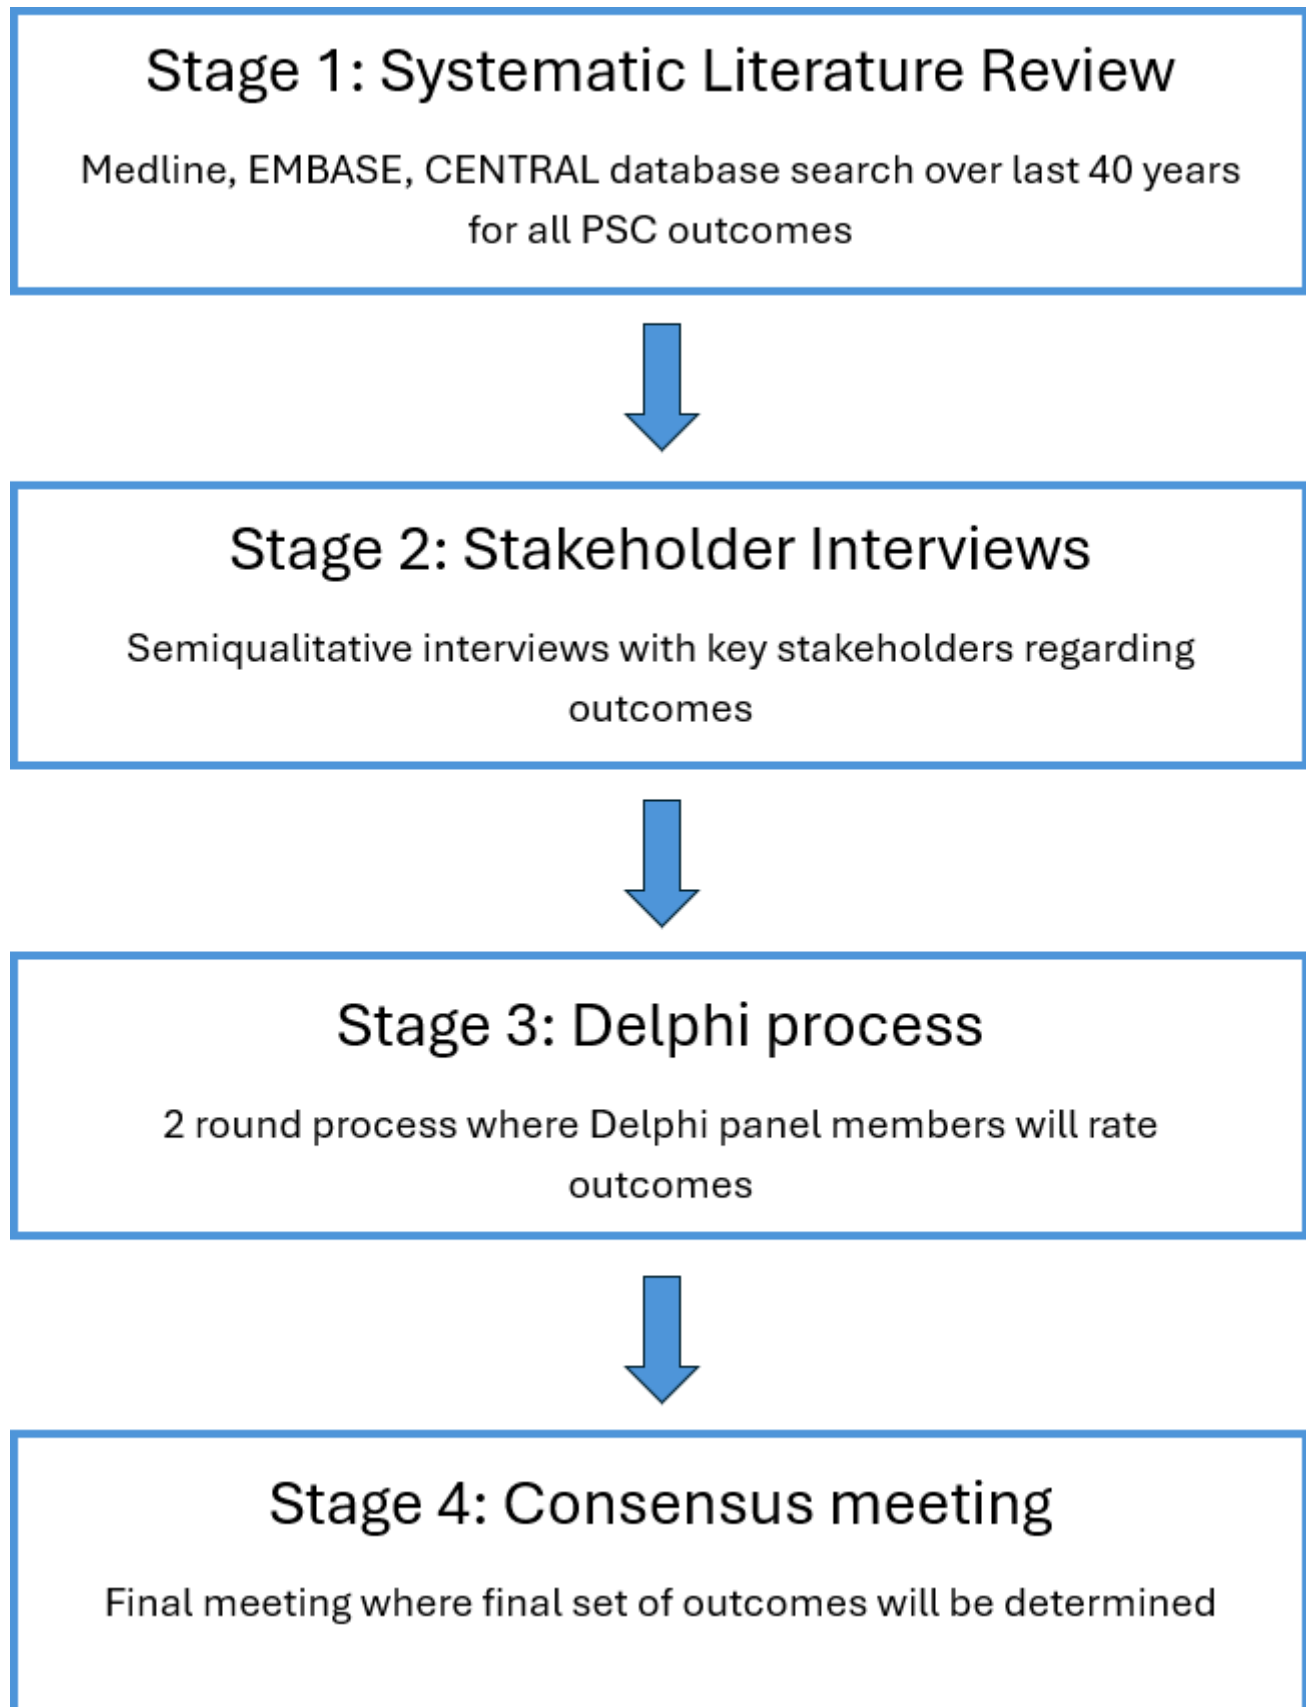 Stage 1: Systematic Literature Review
Medline, EMBASE, CENTRAL database search over last 40 years
for all PSC outcomes
Stage 2: Stakeholder Interviews
Semiqualitative interviews with key stakeholders regarding
outcomes
Stage 3: Delphi process
2 round process where Delphi panel members will rate
outcomes
Stage 4: Consensus meeting
Final meeting where final set of outcomes will be determined